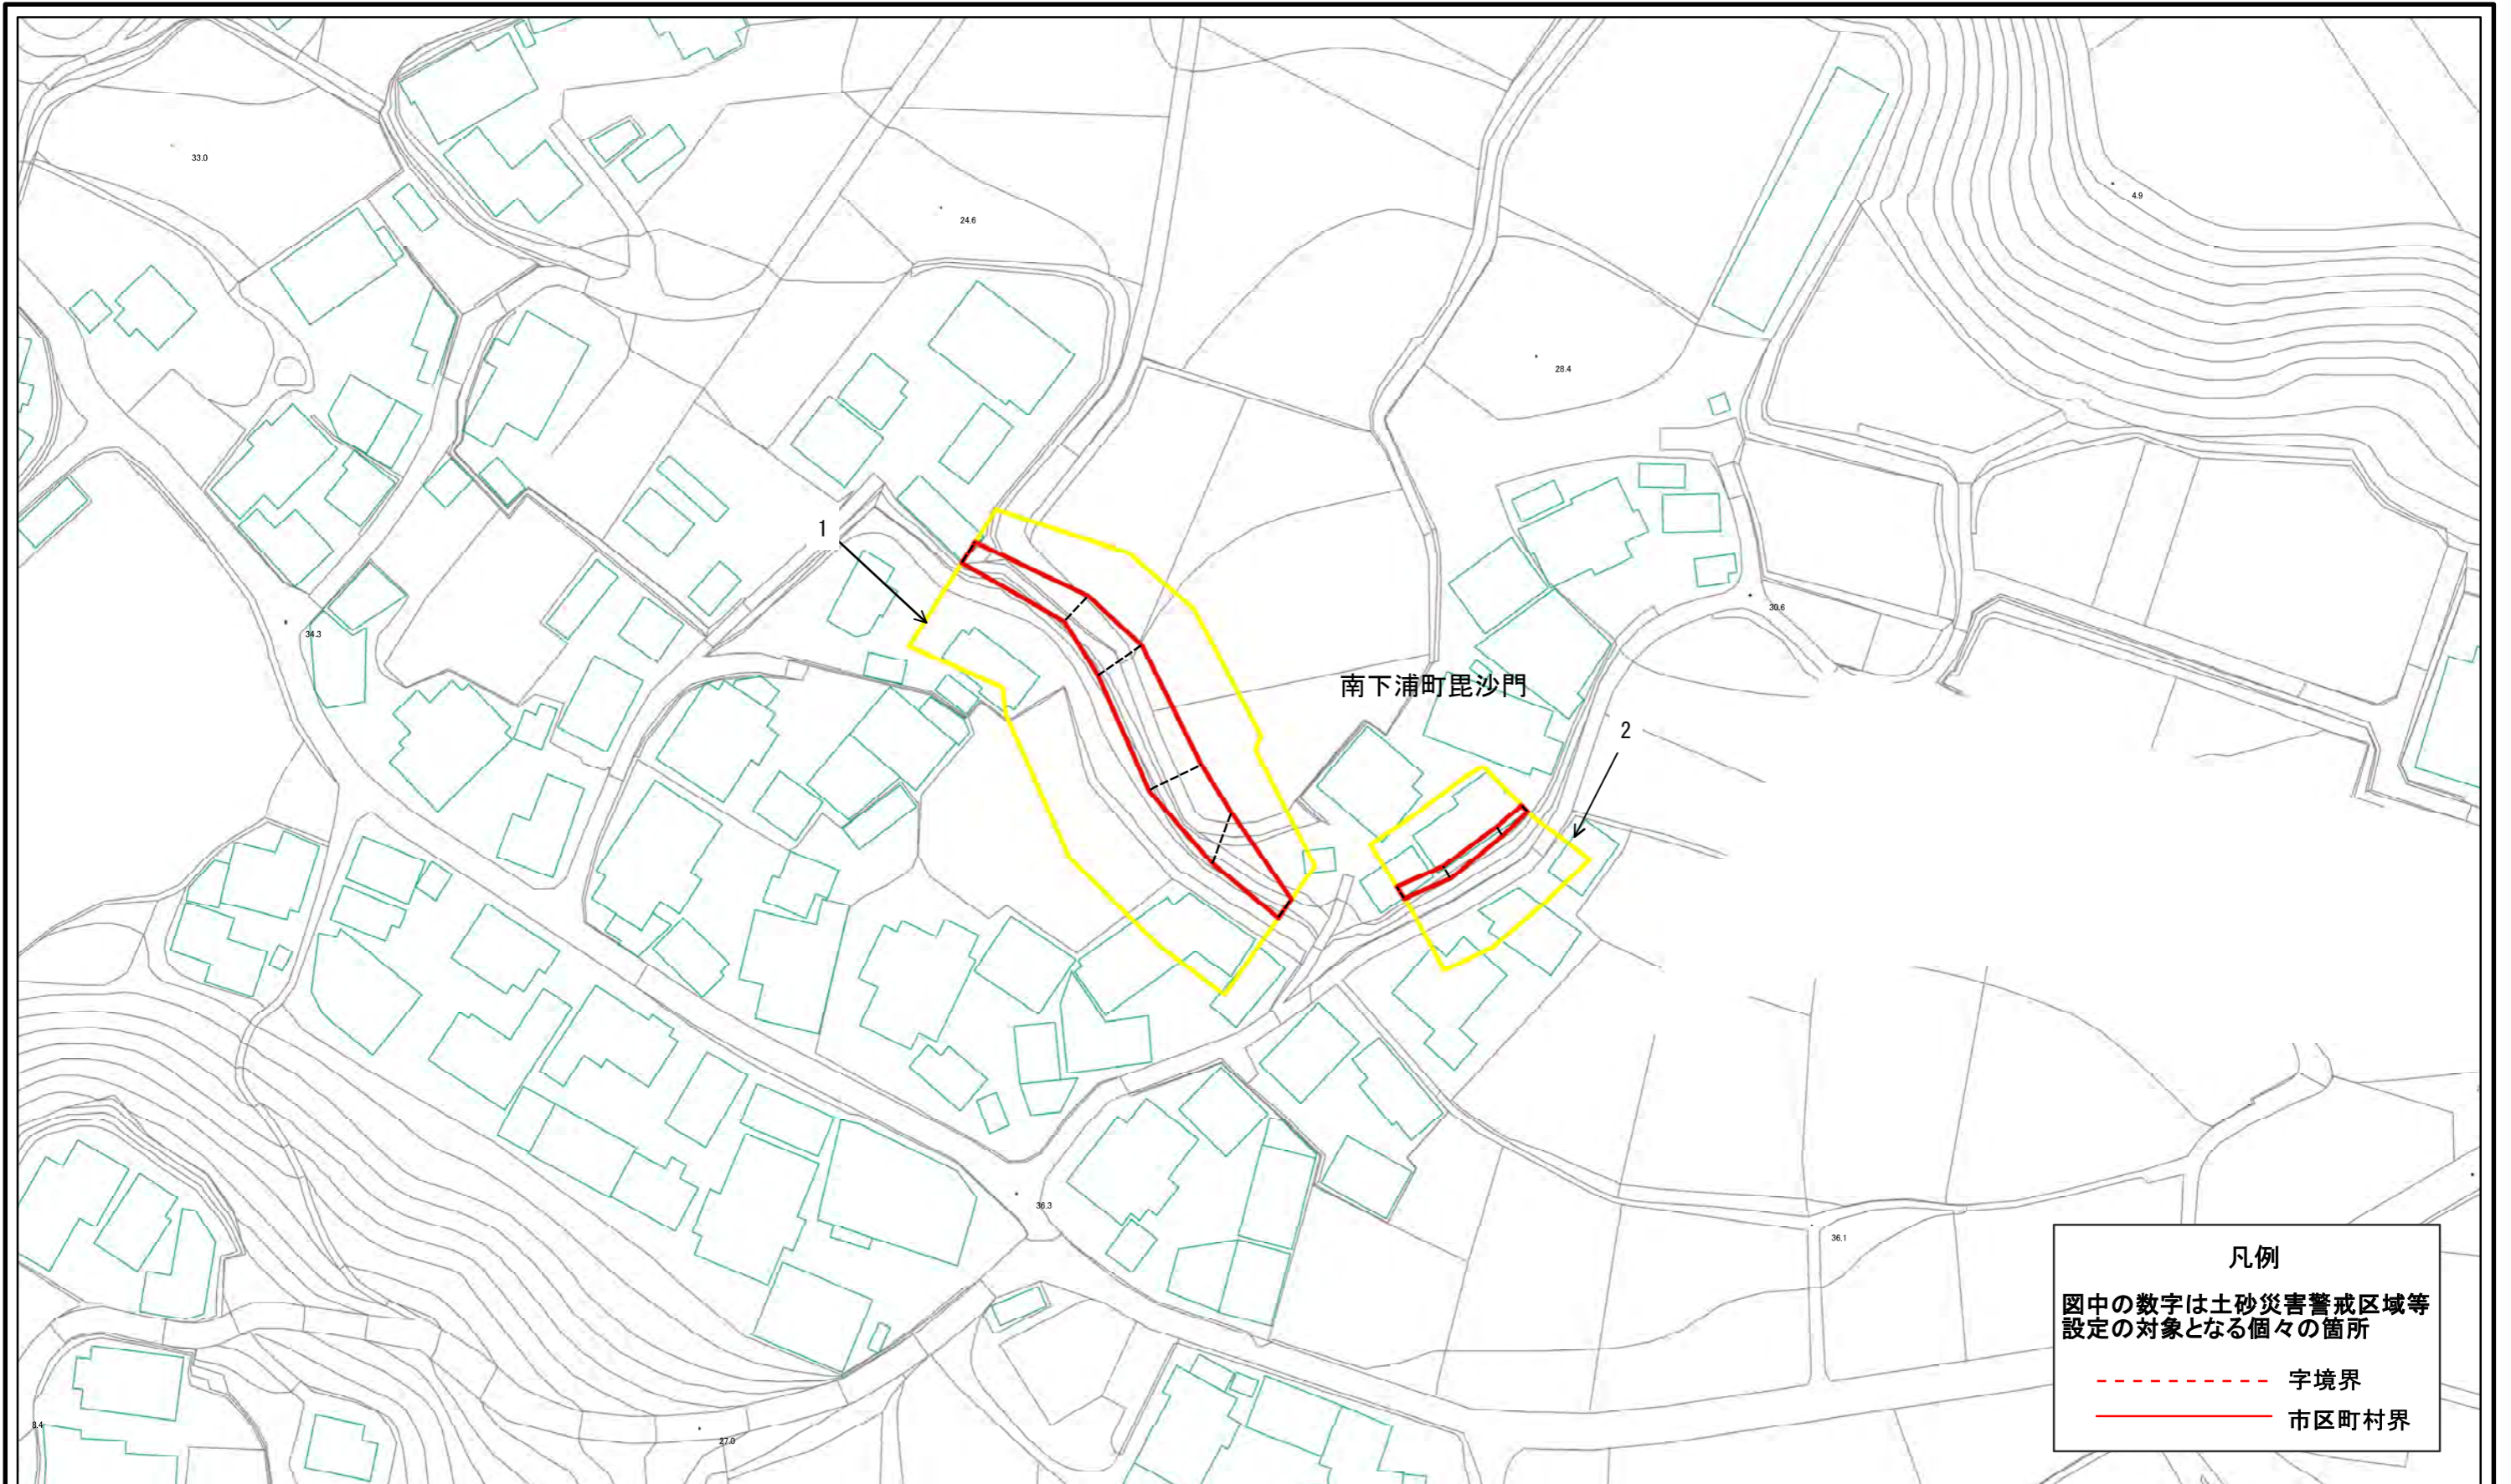 33.0
4.9
24.6
28.4
1
30.6
34.3
南下浦町毘沙門
2
36.3
36.1
凡例
図中の数字は土砂災害警戒区域等
設定の対象となる個々の箇所
字境界
市区町村界
8.4
27.0